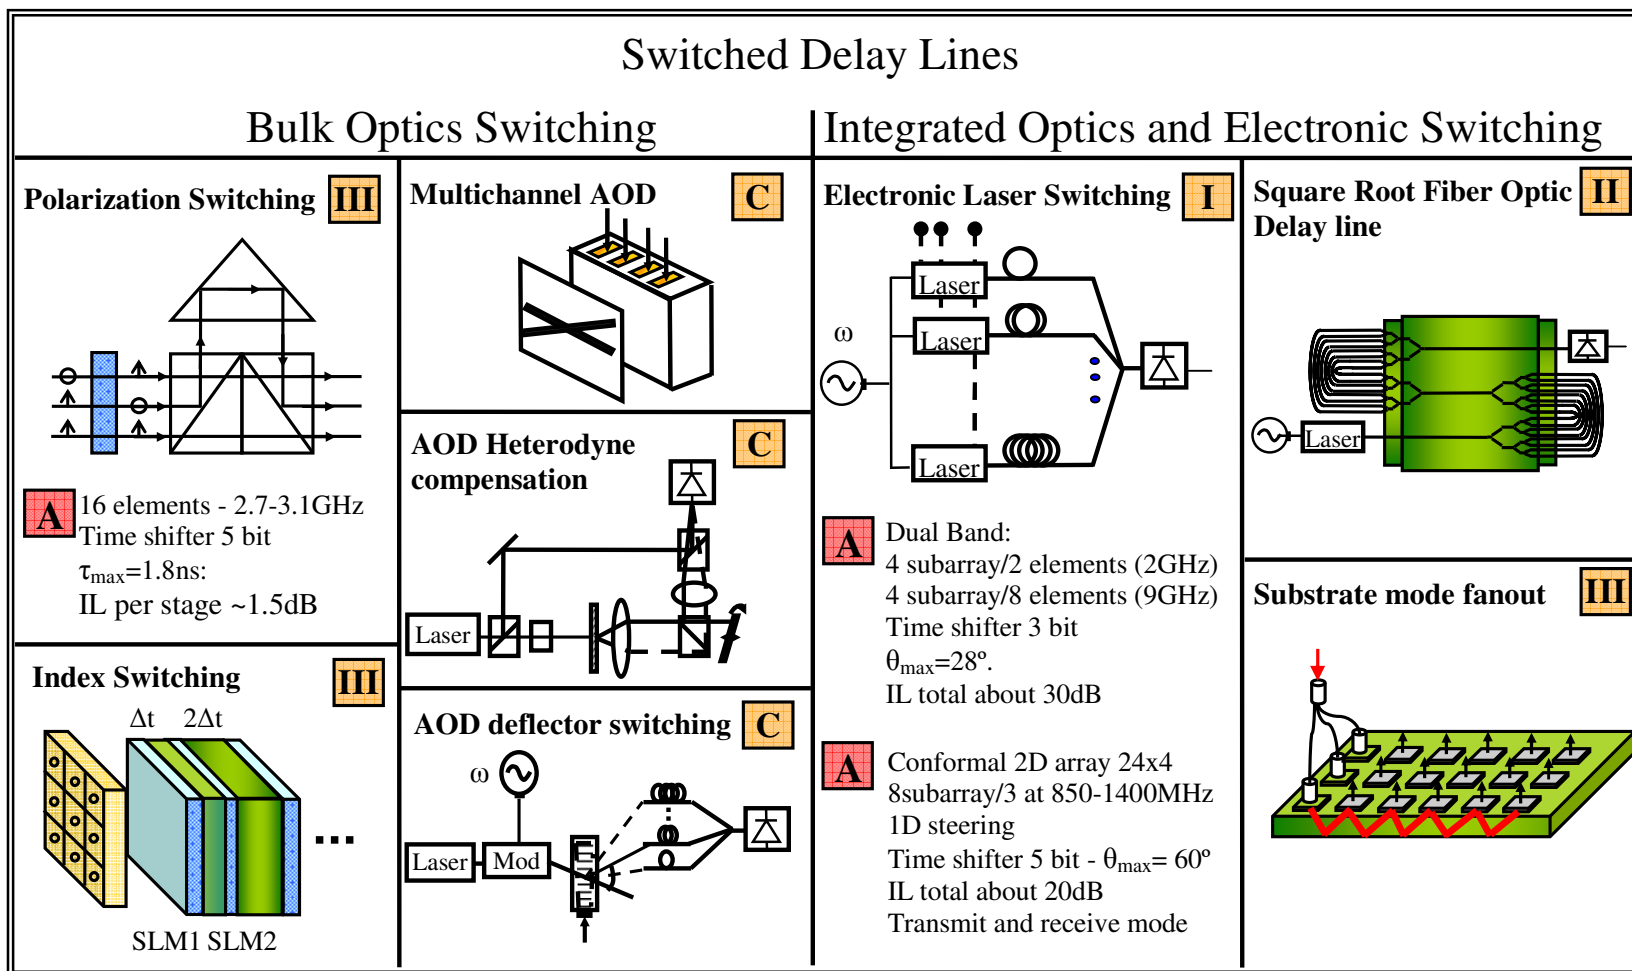 Switched Delay Lines
Bulk Optics Switching
Integrated Optics and Electronic Switching
Polarization Switching
III
A
16 elements - 2.7-3.1GHz
Time shifter 5 bit
τmax=1.8ns:
IL per stage ~1.5dB
Index Switching
III
Δt 2Δt
...
SLM1 SLM2
Multichannel AOD
C
AOD Heterodyne
compensation
C
Laser
AOD deflector switching
C
ω
Laser
Mod
Electronic Laser Switching
I
Laser
Laser
ω
Laser
A
Dual Band:
4 subarray/2 elements (2GHz)
4 subarray/8 elements (9GHz)
Time shifter 3 bit
θmax=28º.
IL total about 30dB
A
Conformal 2D array 24x4
8subarray/3 at 850-1400MHz
1D steering
Time shifter 5 bit - θmax= 60º
IL total about 20dB
Transmit and receive mode
Square Root Fiber Optic
Delay line
II
Laser
Substrate mode fanout
III